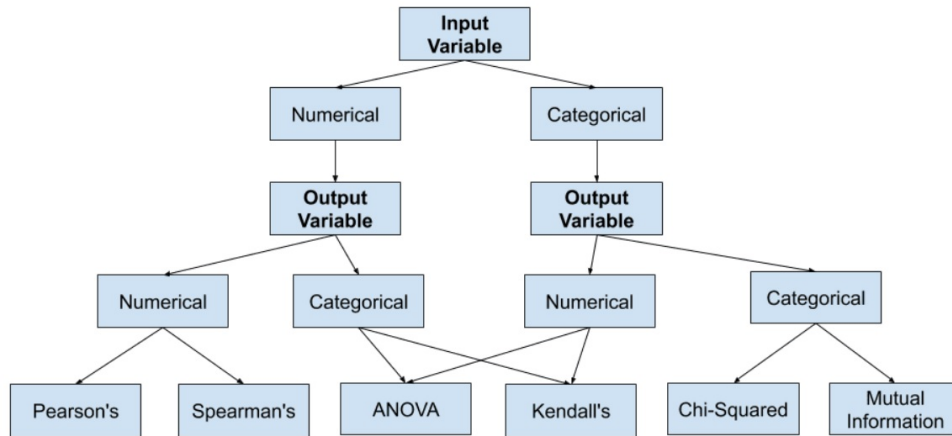 Input
Variable
Numerical
Categorical
Output
Variable
Output
Variable
Numerical
Categorical
Numerical
Categorical
Pearson's
Spearman's
ANOVA
Kendall's
Chi-Squared
Mutual
Information